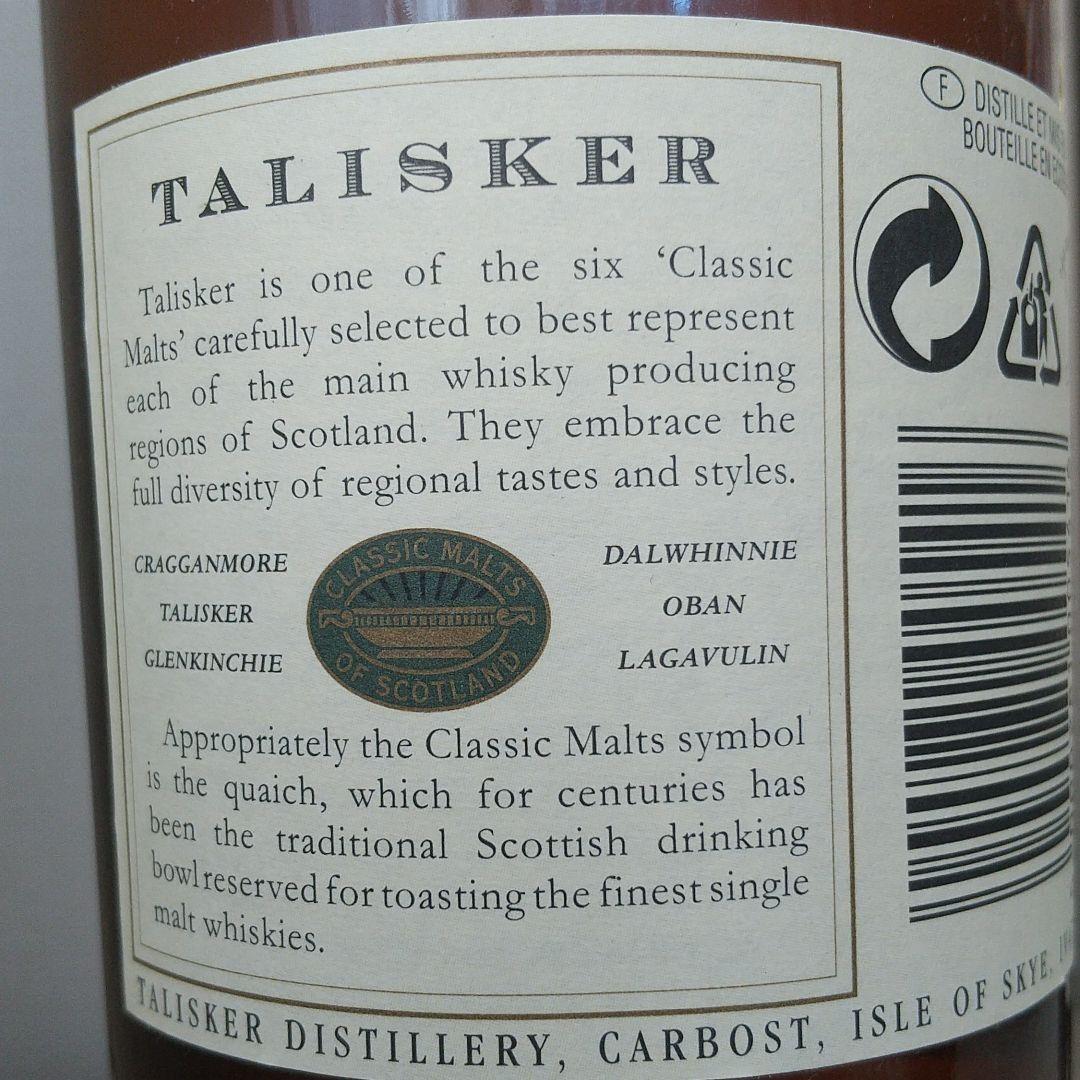 TALISKER
Talisker is one of the six ‘Classic
Malts’ carefully selected to best represent
each of the main whisky producing
regions of Scotland. They embrace the
full diversity of regional tastes and styles.
CRAGGANMORE
TALISKER
GLENKINCHIE
CLASSIC MALTS
OF SCOTLAND
DALWHINNIE
OBAN
LAGAVULIN
Appropriately the Classic Malts symbol
is the quaich, which for centuries has
been the traditional Scottish drinking
bowl reserved for toasting the finest single
malt whiskies.
TALISKER DISTILLERY, CARBOST, ISLE OF SKYE.
F DISTILLE ET
BOUTEILLE EN